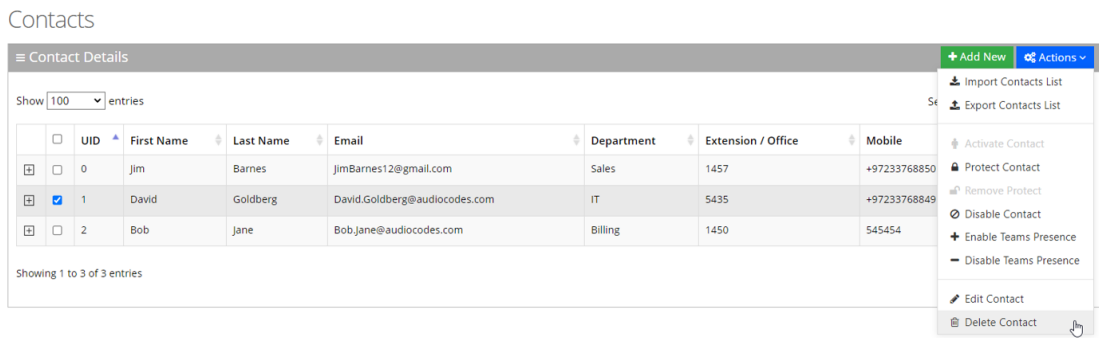 Contacts
≡ Contact Details
Add New
Actions
Show 100 entries
Se
UID First Name Last Name Email Department Extension / Office Mobile
0 Jim Barnes JimBarnes12@gmail.com Sales 1457 +97233768850
1 David Goldberg David.Goldberg@audiocodes.com IT 5435 +97233768849
2 Bob Jane Bob.Jane@audiocodes.com Billing 1450 545454
Showing 1 to 3 of 3 entries
Import Contacts List
Export Contacts List
Activate Contact
Protect Contact
Remove Protect
Disable Contact
Enable Teams Presence
Disable Teams Presence
Edit Contact
Delete Contact